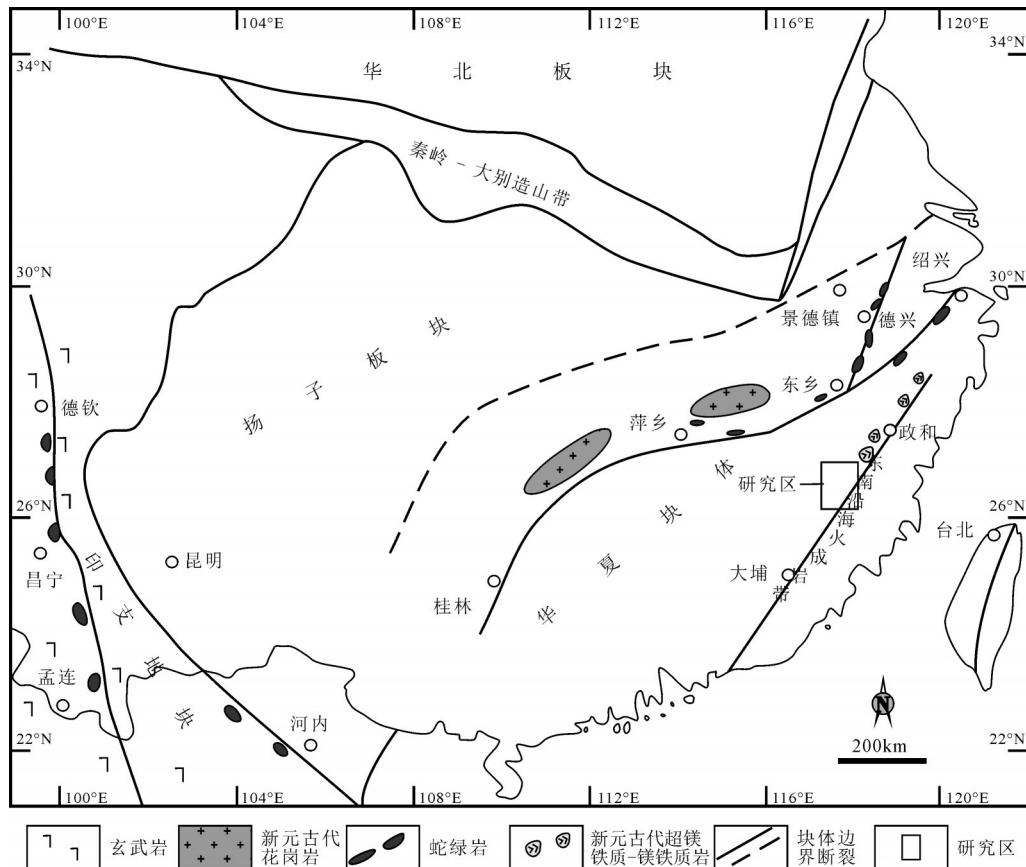 100°E 104°E 108°E 112°E 116°E 120°E
34°N 34°N
华北板块
秦岭-大别造山带
30°N 30°N
绍兴
景德镇 德兴
扬子板块
东乡
德钦
萍乡
政和
研究区
东南沿海火成岩带
26°N 26°N
台北
昆明
昌宁
大埔
印支地块
桂林
华夏块体
孟连
河内
N
22°N 22°N
200km
100°E 104°E 108°E 112°E 116°E 120°E
玄武岩
新元古代
花岗岩
蛇绿岩
新元古代超镁
铁质-镁铁质岩
块体边
界断裂
研究区